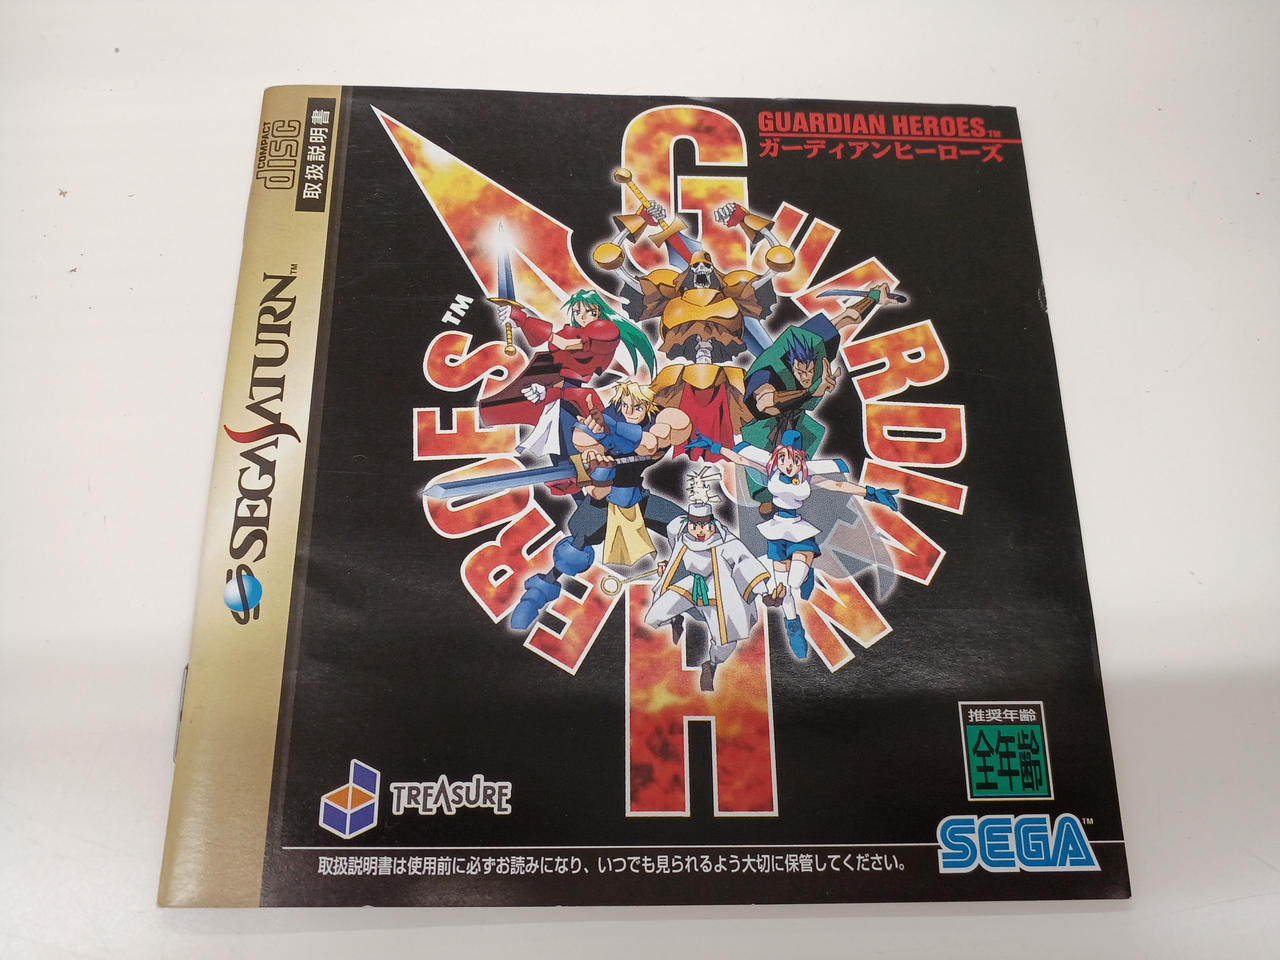 COMPACT
disc
取扱説明書
SEGA SATURN™
GUARDIAN HEROES™
ガーディアンヒーローズ
GUARDIAN
HEROES™
推奨年齢
全年齢
TREASURE
SEGA™
取扱説明書は使用前に必ずお読みになり、いつでも見られるよう大切に保管してください。